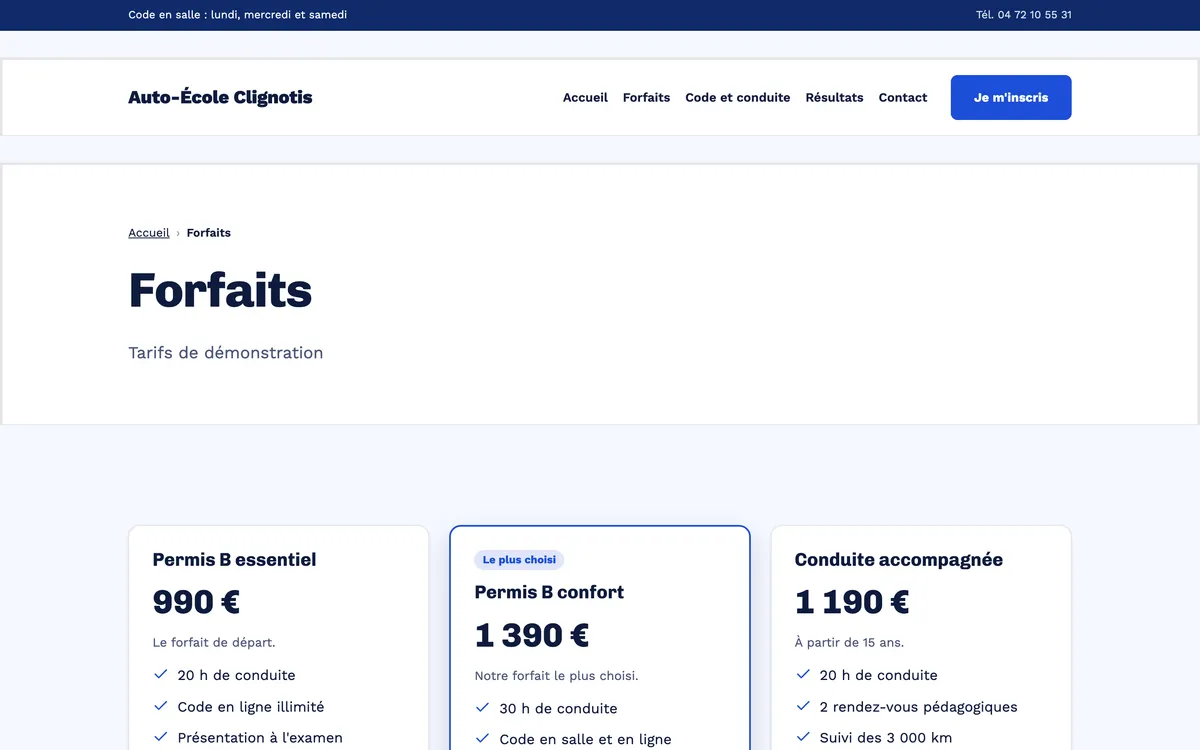 Code en salle : lundi, mercredi et samedi
Tél. 04 72 10 55 31
Auto-École Clignotis
Accueil
Forfaits
Code et conduite
Résultats
Contact
Je m'inscris
Accueil › Forfaits
Forfaits
Tarifs de démonstration
Permis B essentiel
990 €
Le forfait de départ.
20 h de conduite
Code en ligne illimité
Présentation à l'examen
Le plus choisi
Permis B confort
1 390 €
Notre forfait le plus choisi.
30 h de conduite
Code en salle et en ligne
Conduite accompagnée
1 190 €
À partir de 15 ans.
20 h de conduite
2 rendez-vous pédagogiques
Suivi des 3 000 km